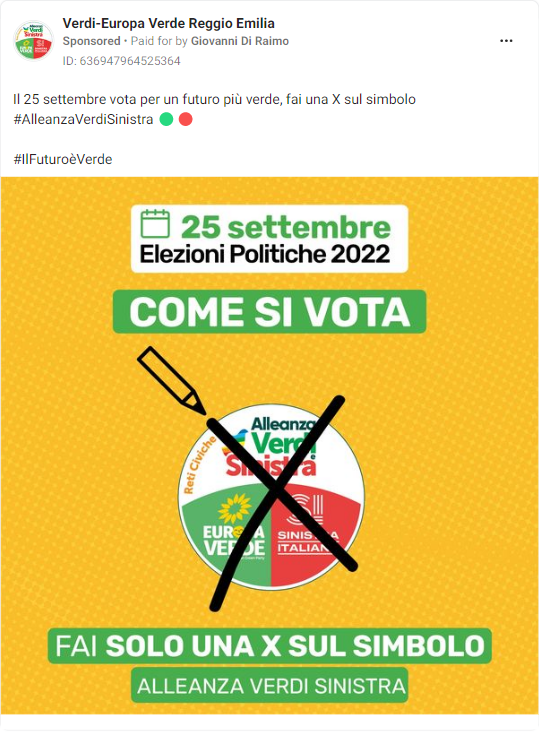 Verdi-Europa Verde Reggio Emilia
Sponsored • Paid for by Giovanni Di Raimo
ID: 636947964525364
Il 25 settembre vota per un futuro più verde, fai una X sul simbolo
#AlleanzaVerdiSinistra
#IlFuturoèVerde
25 settembre
Elezioni Politiche 2022
COME SI VOTA
Reti Civiche
Alleanza
Verdi e
Sinistra
EUROPA
VERDE
SI
SINISTRA
ITALIANA
FAI SOLO UNA X SUL SIMBOLO
ALLEANZA VERDI SINISTRA